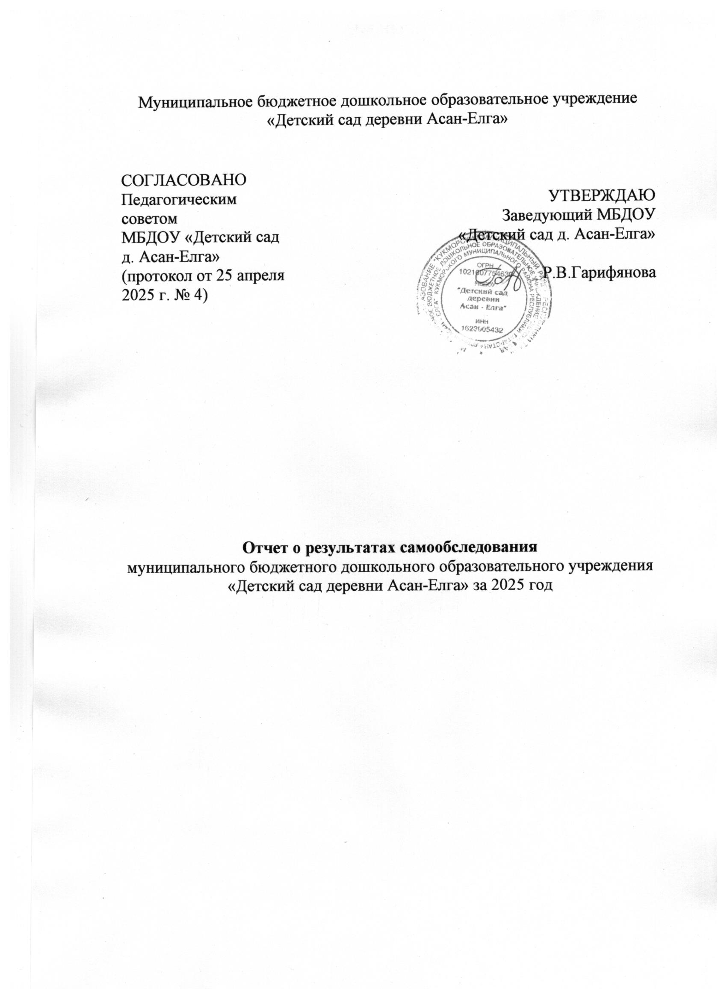 Муниципальное бюджетное дошкольное образовательное учреждение
«Детский сад деревни Асан-Елга»
СОГЛАСОВАНО
Педагогическим
советом
МБДОУ «Детский сад
д. Асан-Елга»
(протокол от 25 апреля
2025 г. № 4)
УТВЕРЖДАЮ
Заведующий МБДОУ
«Детский сад д. Асан-Елга»
Р.В.Гарифянова
ОГРН
МБДОУ
"Детский сад
деревни
Асан - Елга"
ИНН
1623005432
Отчет о результатах самообследования
муниципального бюджетного дошкольного образовательного учреждения
«Детский сад деревни Асан-Елга» за 2025 год